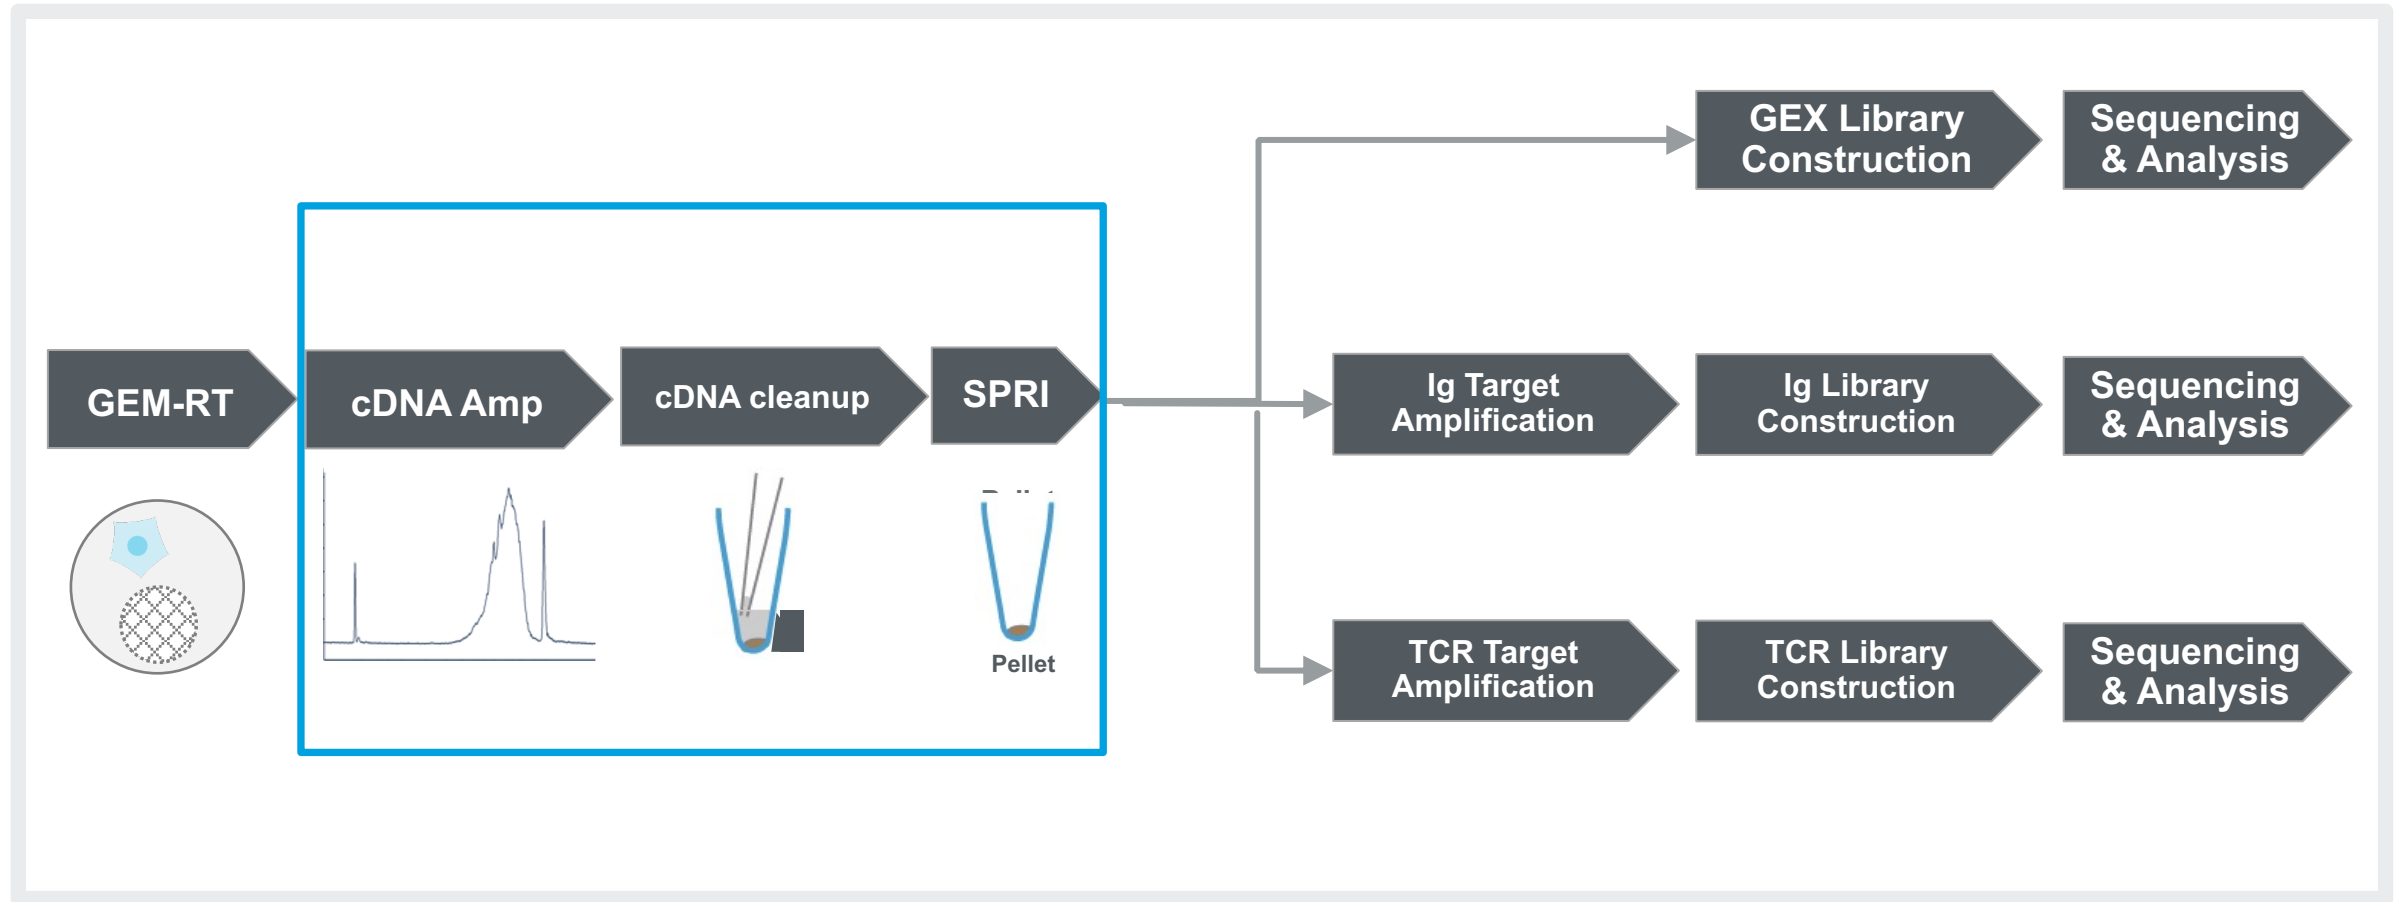 GEX Library
Construction
Sequencing
& Analysis
GEM-RT
cDNA Amp
cDNA cleanup
SPRI
Ig Target
Amplification
Ig Library
Construction
Sequencing
& Analysis
Pellet
TCR Target
Amplification
TCR Library
Construction
Sequencing
& Analysis